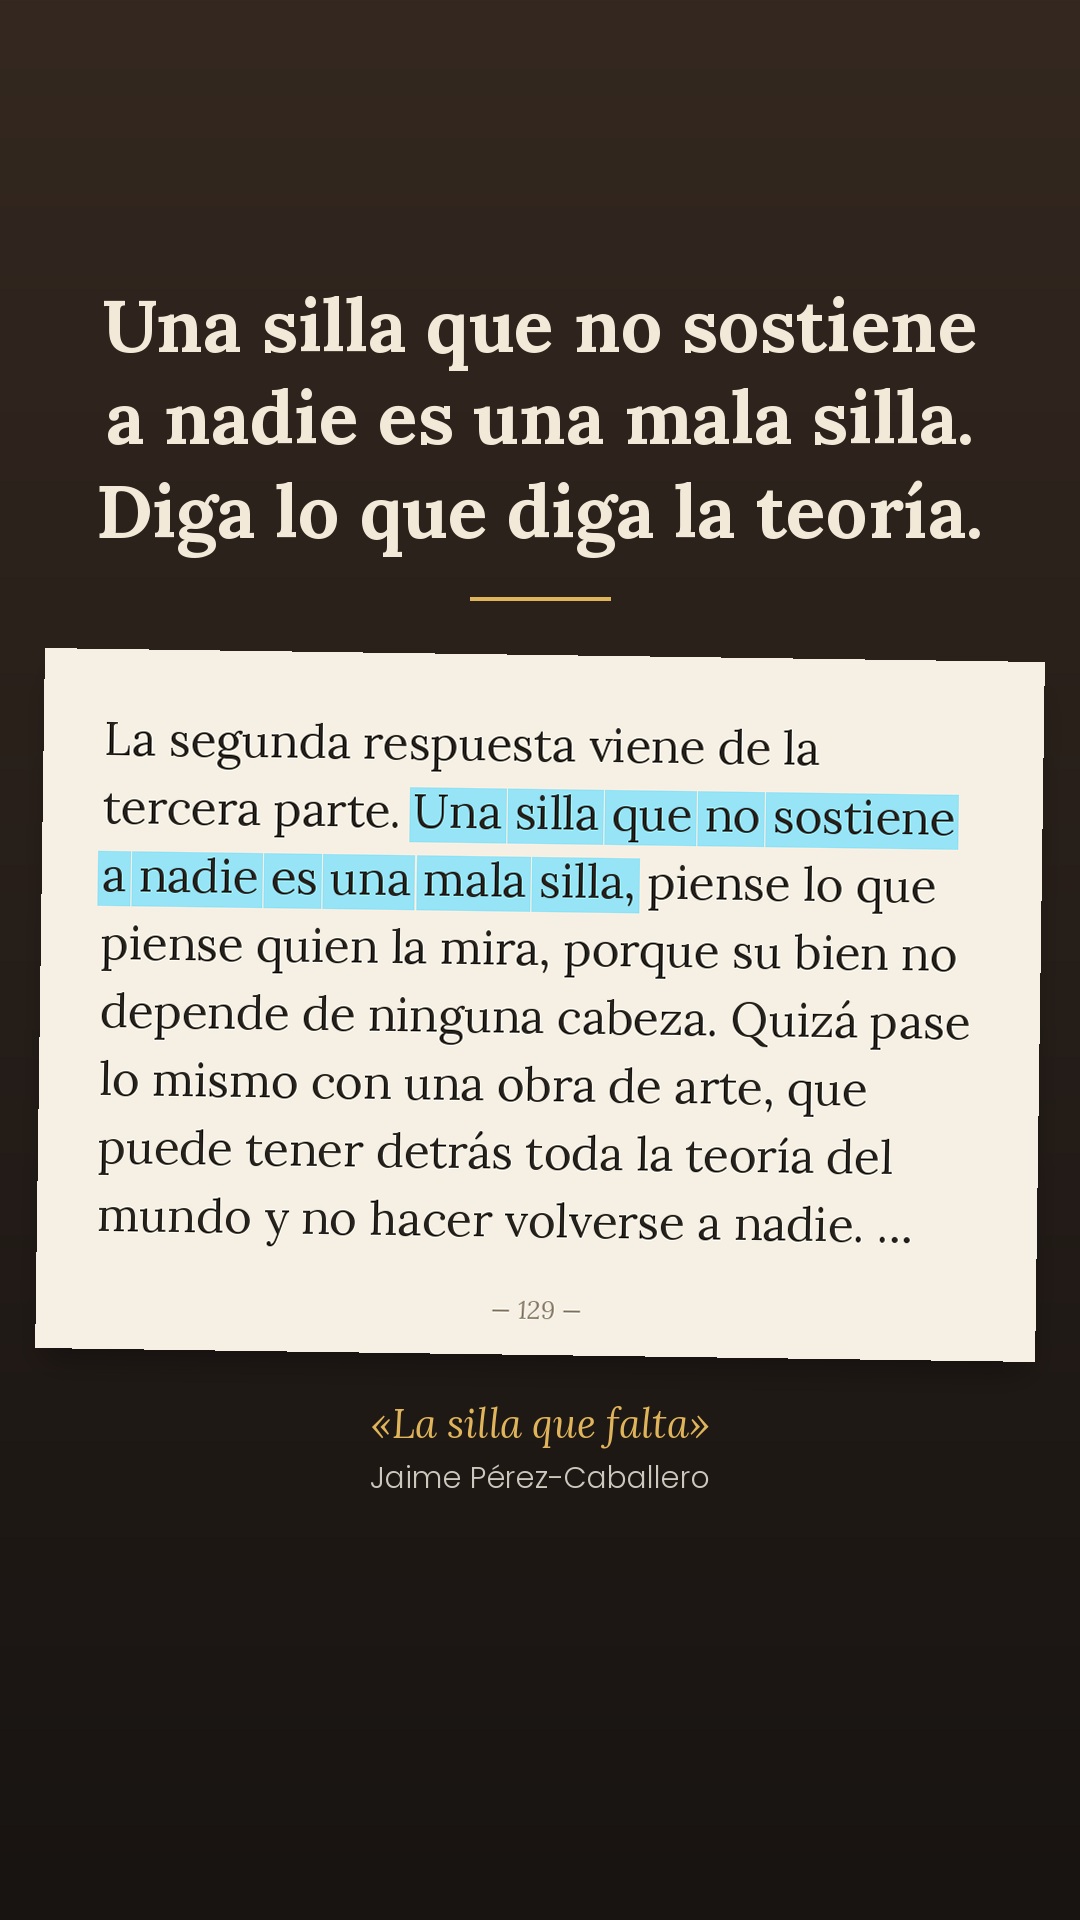 Una silla que no sostiene
a nadie es una mala silla.
Diga lo que diga la teoría.
La segunda respuesta viene de la
tercera parte. Una silla que no sostiene
a nadie es una mala silla, piense lo que
piense quien la mira, porque su bien no
depende de ninguna cabeza. Quizá pase
lo mismo con una obra de arte, que
puede tener detrás toda la teoría del
mundo y no hacer volverse a nadie. ...
— 129 —
«La silla que falta»
Jaime Pérez-Caballero